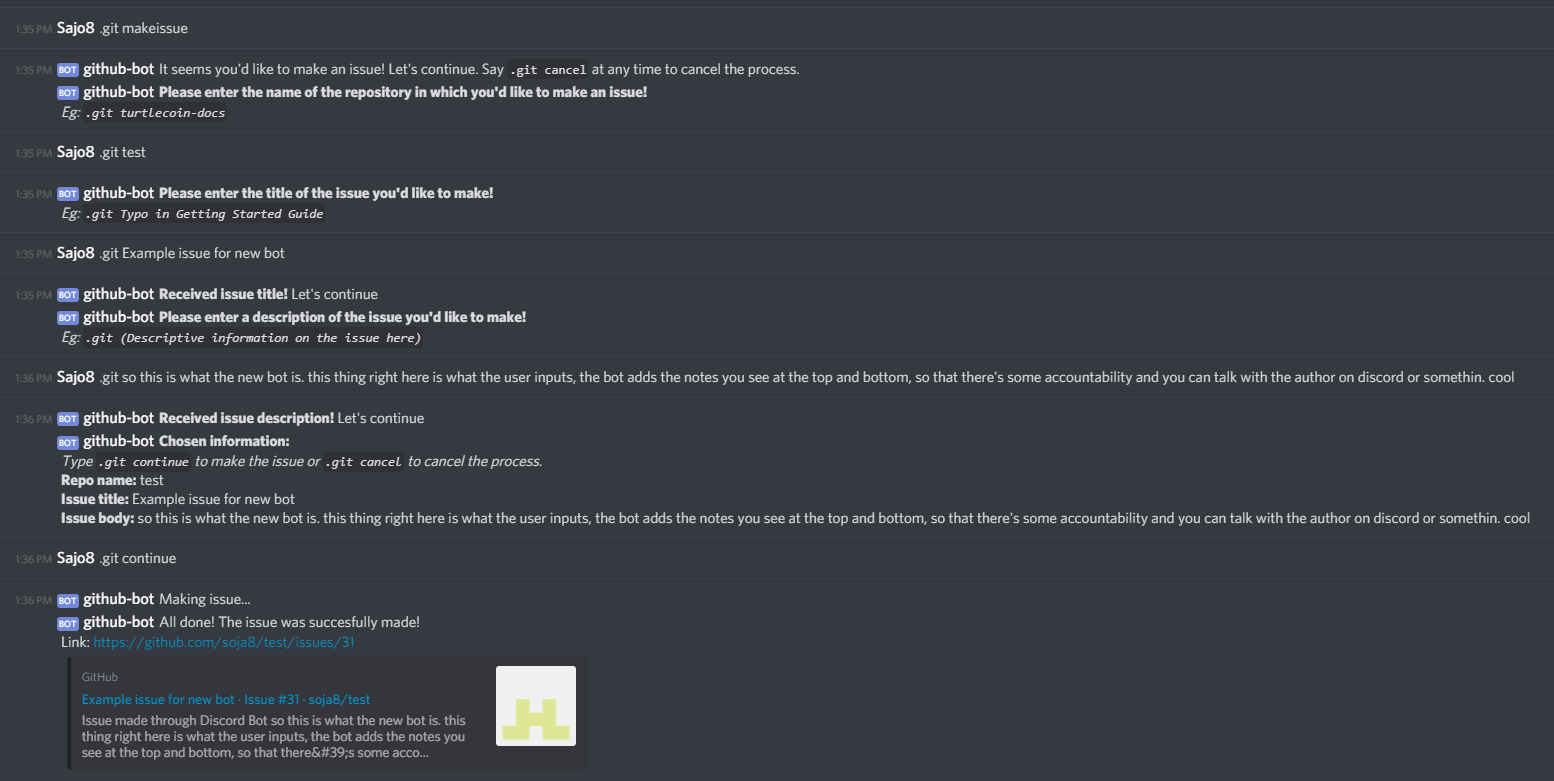 1:35 PM Sajo8 .git makeissue
1:35 PM BOT github-bot It seems you'd like to make an issue! Let's continue. Say .git cancel at any time to cancel the process.
BOT github-bot Please enter the name of the repository in which you'd like to make an issue!
Eg: .git turtlecoin-docs
1:35 PM Sajo8 .git test
1:35 PM BOT github-bot Please enter the title of the issue you'd like to make!
Eg: .git Typo in Getting Started Guide
Sajo8 .git Example issue for new bot
1:35 PM BOT github-bot Received issue title! Let's continue
BOT github-bot Please enter a description of the issue you'd like to make!
Eg: .git (Descriptive information on the issue here)
1:36 PM Sajo8 .git so this is what the new bot is. this thing right here is what the user inputs, the bot adds the notes you see at the top and bottom, so that there's some accountability and you can talk with the author on discord or somethin. cool
1:36 PM BOT github-bot Received issue description! Let's continue
BOT github-bot Chosen information:
Type .git continue to make the issue or .git cancel to cancel the process.
Repo name: test
Issue title: Example issue for new bot
Issue body: so this is what the new bot is. this thing right here is what the user inputs, the bot adds the notes you see at the top and bottom, so that there's some accountability and you can talk with the author on discord or somethin. cool
1:36 PM Sajo8 .git continue
1:36 PM BOT github-bot Making issue...
BOT github-bot All done! The issue was succesfully made!
Link: https://github.com/soja8/test/issues/31
GitHub
Example issue for new bot · Issue #31 · soja8/test
Issue made through Discord Bot so this is what the new bot is. this
thing right here is what the user inputs, the bot adds the notes you
see at the top and bottom, so that there&#39;s some acco...